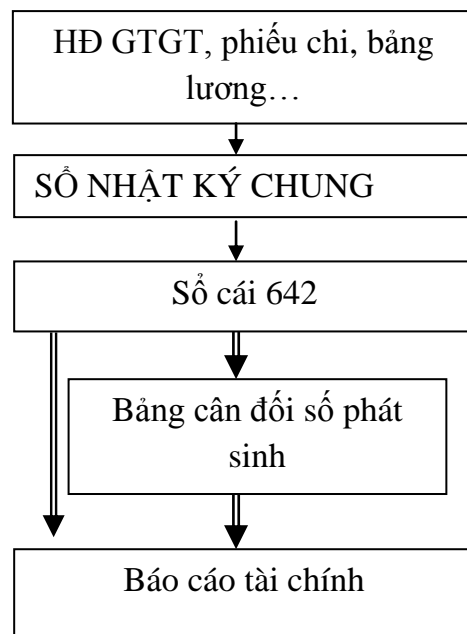 HĐ GTGT, phiếu chi, bảng
lương…
SỔ NHẬT KÝ CHUNG
Sổ cái 642
Bảng cân đối số phát
sinh
Báo cáo tài chính